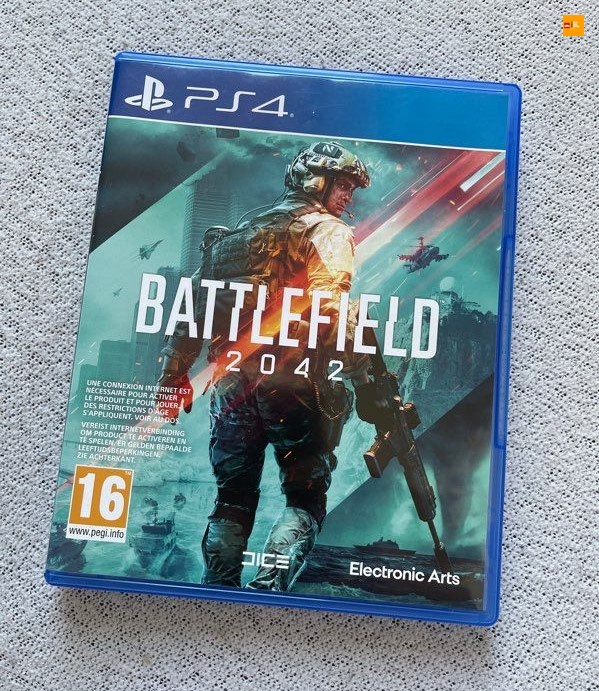 PS4
BATTLEFIELD
2042
UNE CONNEXION INTERNET EST
NÉCESSAIRE POUR ACTIVER
LE PRODUIT ET POUR JOUER.
DES RESTRICTIONS D'ÂGE
S'APPLIQUENT. VOIR AU DOS.
VEREIST INTERNETVERBINDING
OM PRODUCT TE ACTIVEREN EN
TE SPELEN. ER GELDEN BEPAALDE
LEEFTIJDSBEPERKINGEN.
ZIE ACHTERKANT.
16
www.pegi.info
DICE
Electronic Arts